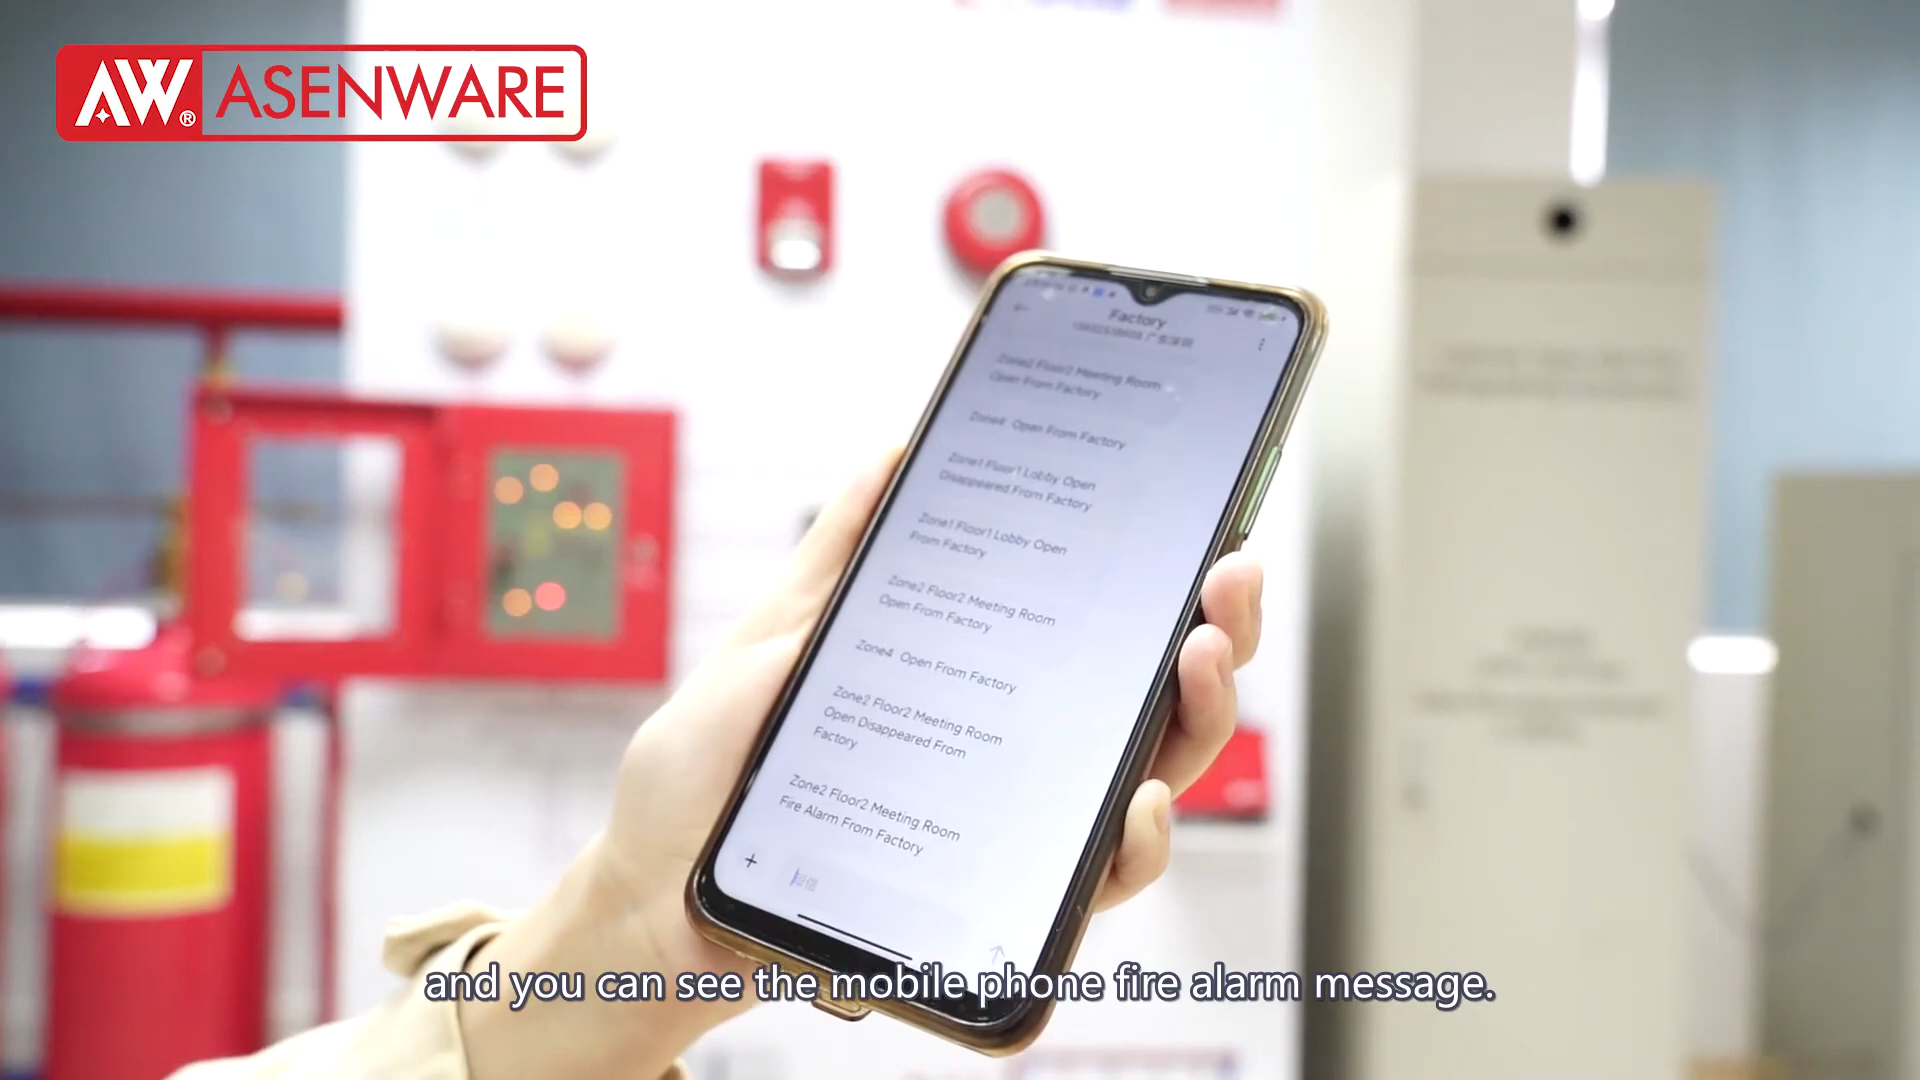 AW® ASENWARE
Factory
Zone2 Floor2 Meeting Room
Open From Factory
Zone4 Open From Factory
Zone1 Floor1 Lobby Open
Disappeared From Factory
Zone1 Floor1 Lobby Open
From Factory
Zone2 Floor2 Meeting Room
Open From Factory
Zone4 Open From Factory
Zone2 Floor2 Meeting Room
Open Disappeared From
Factory
Zone2 Floor2 Meeting Room
Fire Alarm From Factory
and you can see the mobile phone fire alarm message.